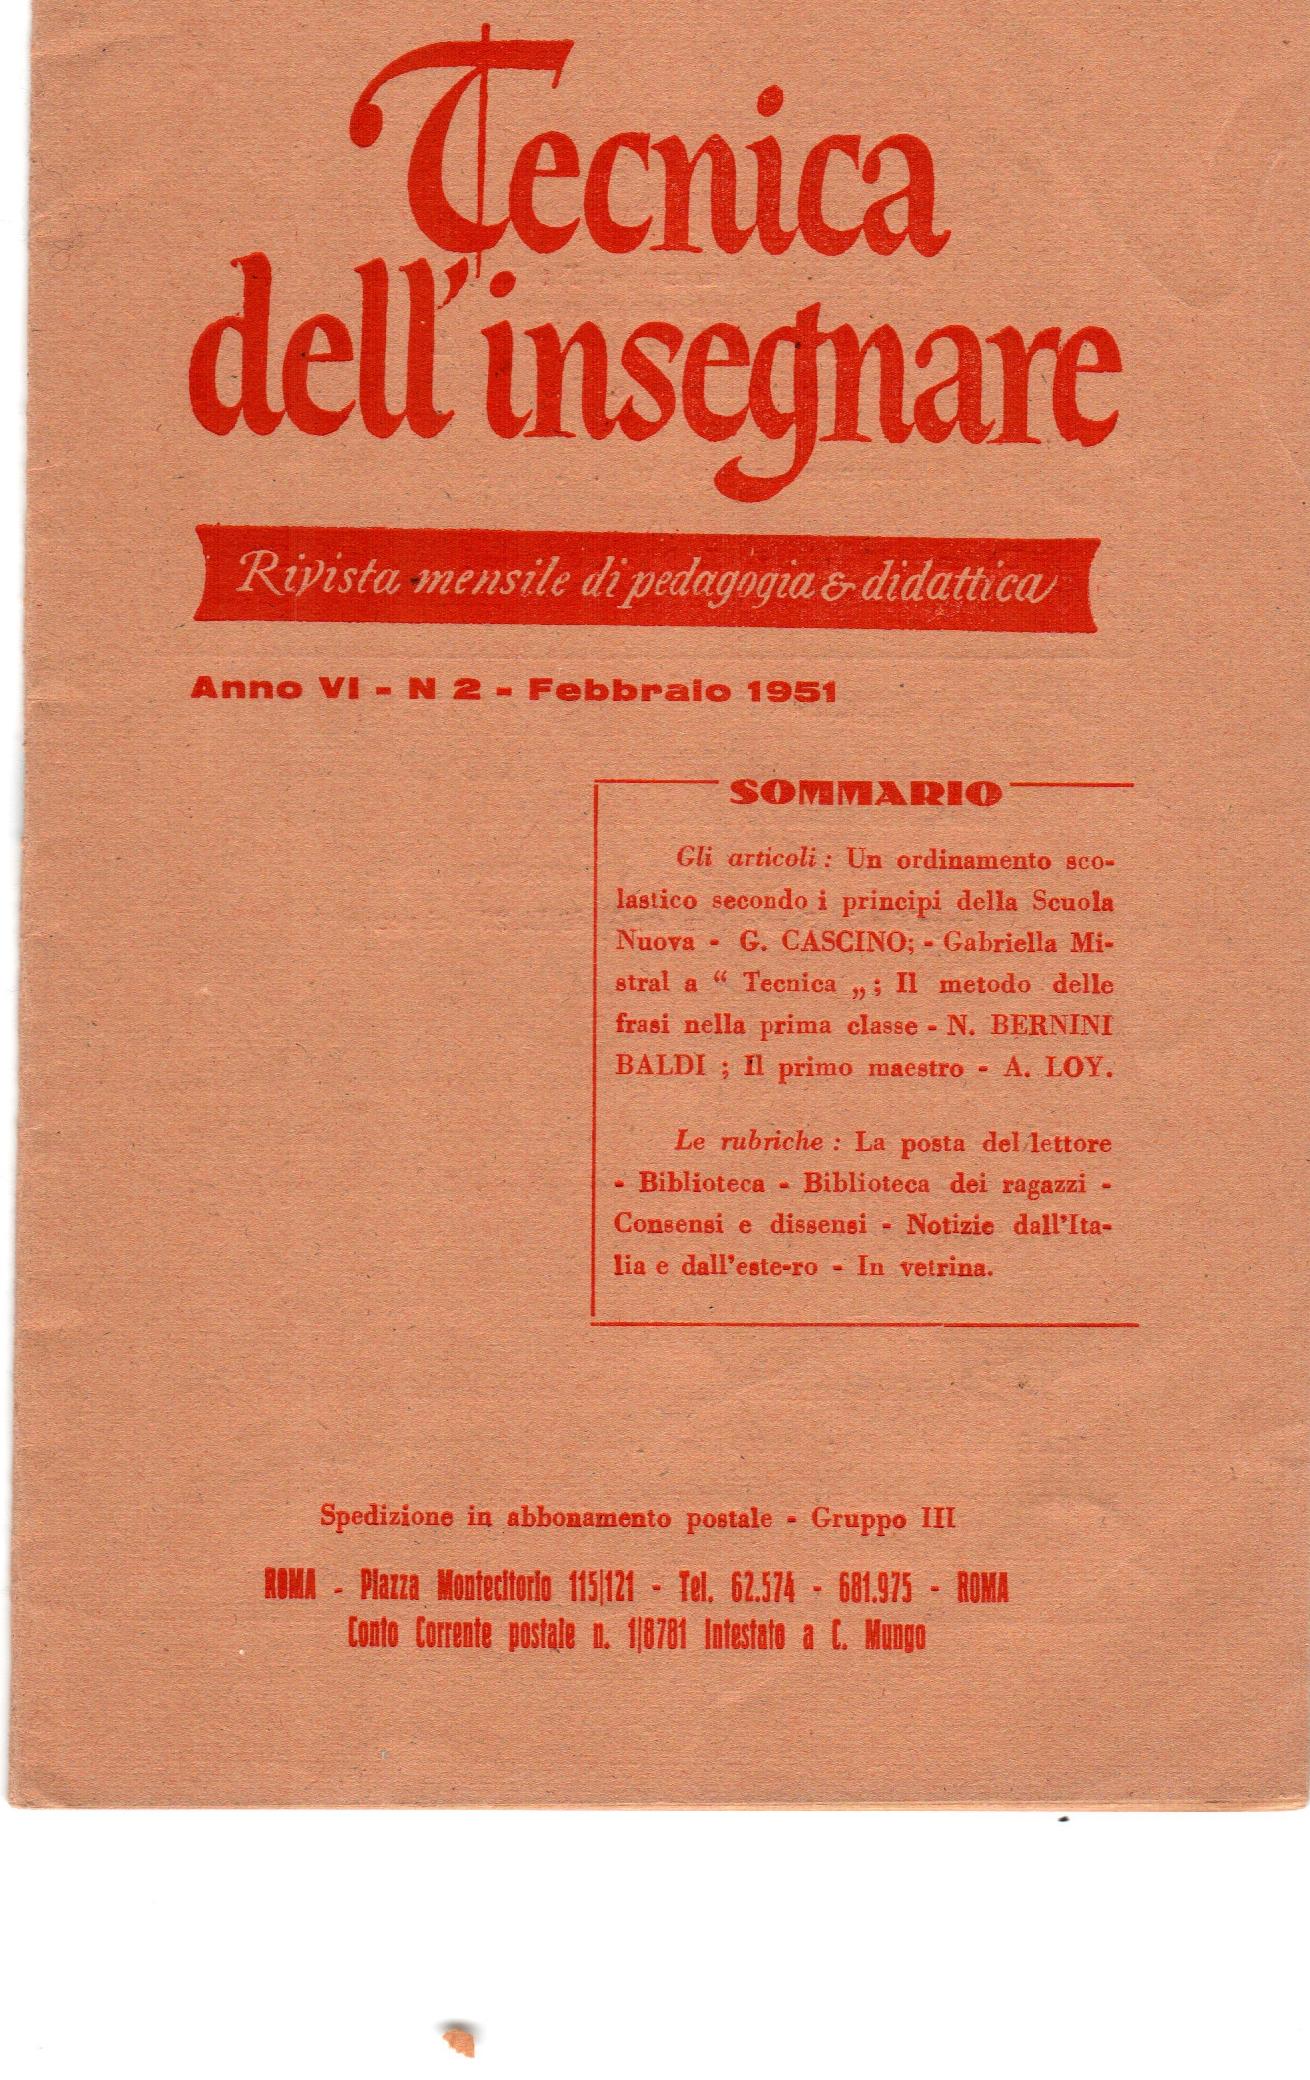 Tecnica
dell'insegnare
Rivista mensile di pedagogia & didattica
Anno VI - N 2 - Febbraio 1951
SOMMARIO
Gli articoli : Un ordinamento sco-
lastico secondo i principi della Scuola
Nuova - G. CASCINO; - Gabriella Mi-
stral a “ Tecnica „ ; Il metodo delle
frasi nella prima classe - N. BERNINI
BALDI ; Il primo maestro - A. LOY.
Le rubriche : La posta del lettore
- Biblioteca - Biblioteca dei ragazzi -
Consensi e dissensi - Notizie dall'Ita-
lia e dall'este-ro - In vetrina.
Spedizione in abbonamento postale - Gruppo III
ROMA - Piazza Montecitorio 115|121 - Tel. 62.574 - 681.975 - ROMA
Conto Corrente postale n. 1|8781 Intestato a C. Mungo